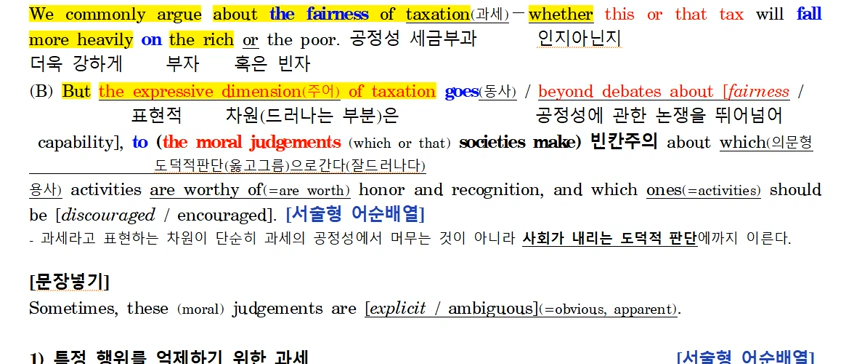 We commonly argue about the fairness of taxation(과세)－whether this or that tax will fall
more heavily on the rich or the poor. 공정성 세금부과 인지아닌지
더욱 강하게 부자 혹은 빈자
(B) But the expressive dimension(주어) of taxation goes(동사) / beyond debates about [fairness /
표현적 차원(드러나는 부분)은 공정성에 관한 논쟁을 뛰어넘어
capability], to (the moral judgements (which or that) societies make) 빈칸주의 about which(의문형
도덕적판단(옳고그름)으로간다(잘드러나다)
용사) activities are worthy of(=are worth) honor and recognition, and which ones(=activities) should
be [discouraged / encouraged]. [서술형 어순배열]
- 과세라고 표현하는 차원이 단순히 과세의 공정성에서 머무는 것이 아니라 사회가 내리는 도덕적 판단에까지 이른다.
[문장넣기]
Sometimes, these (moral) judgements are [explicit / ambiguous](=obvious, apparent).
1) 특정 행위를 억제하기 위한 과세 [서술형 어순배열]